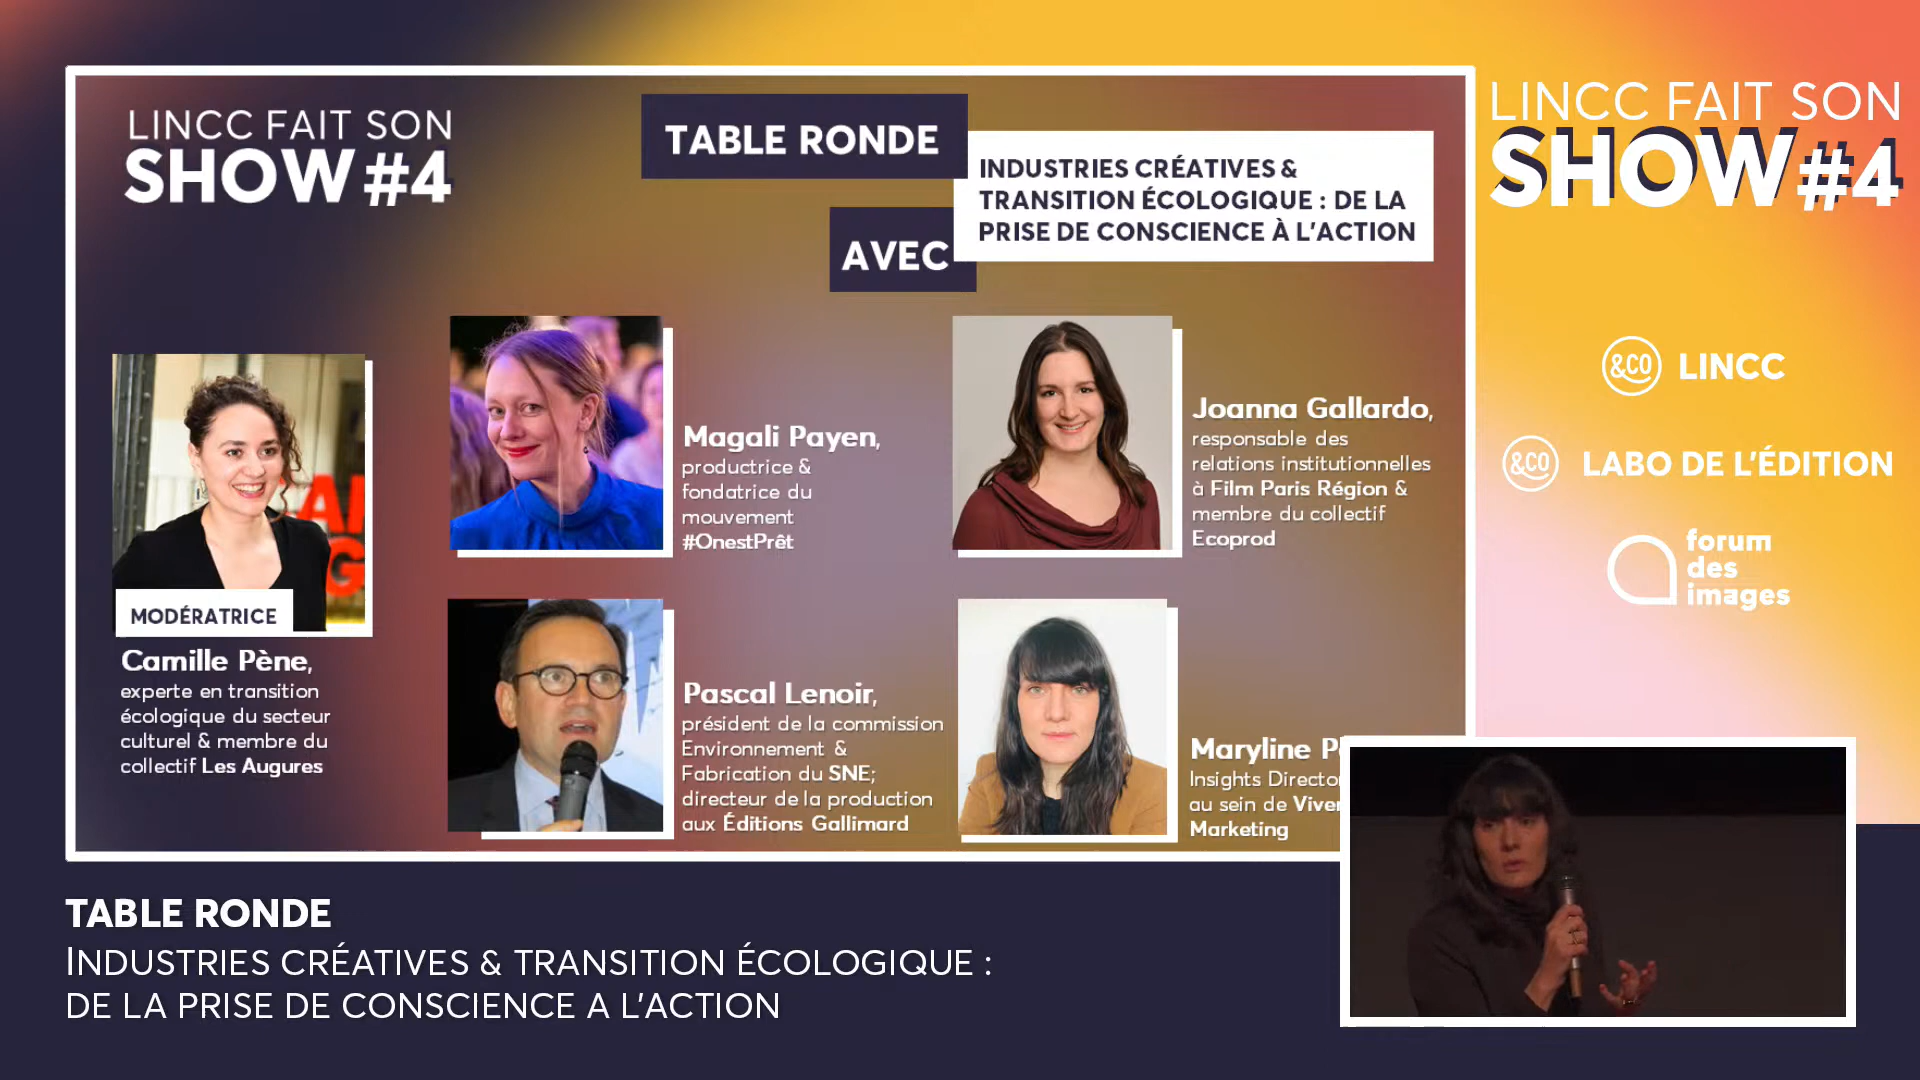 LINCC FAIT SON
SHOW #4
TABLE RONDE
INDUSTRIES CRÉATIVES &
TRANSITION ÉCOLOGIQUE : DE LA
PRISE DE CONSCIENCE À L'ACTION
AVEC
MODÉRATRICE
Camille Pène,
experte en transition
écologique du secteur
culturel & membre du
collectif Les Augures
Magali Payen,
productrice &
fondatrice du
mouvement
#OnestPrêt
Joanna Gallardo,
responsable des
relations institutionnelles
à Film Paris Région &
membre du collectif
Ecoprod
Pascal Lenoir,
président de la commission
Environnement &
Fabrication du SNE;
directeur de la production
aux Éditions Gallimard
Maryline
Insights
au sein de
Marketing
LINCC FAIT SON
SHOW #4
&CO LINCC
&CO LABO DE L'ÉDITION
forum
des
images
TABLE RONDE
INDUSTRIES CRÉATIVES & TRANSITION ÉCOLOGIQUE :
DE LA PRISE DE CONSCIENCE A L'ACTION